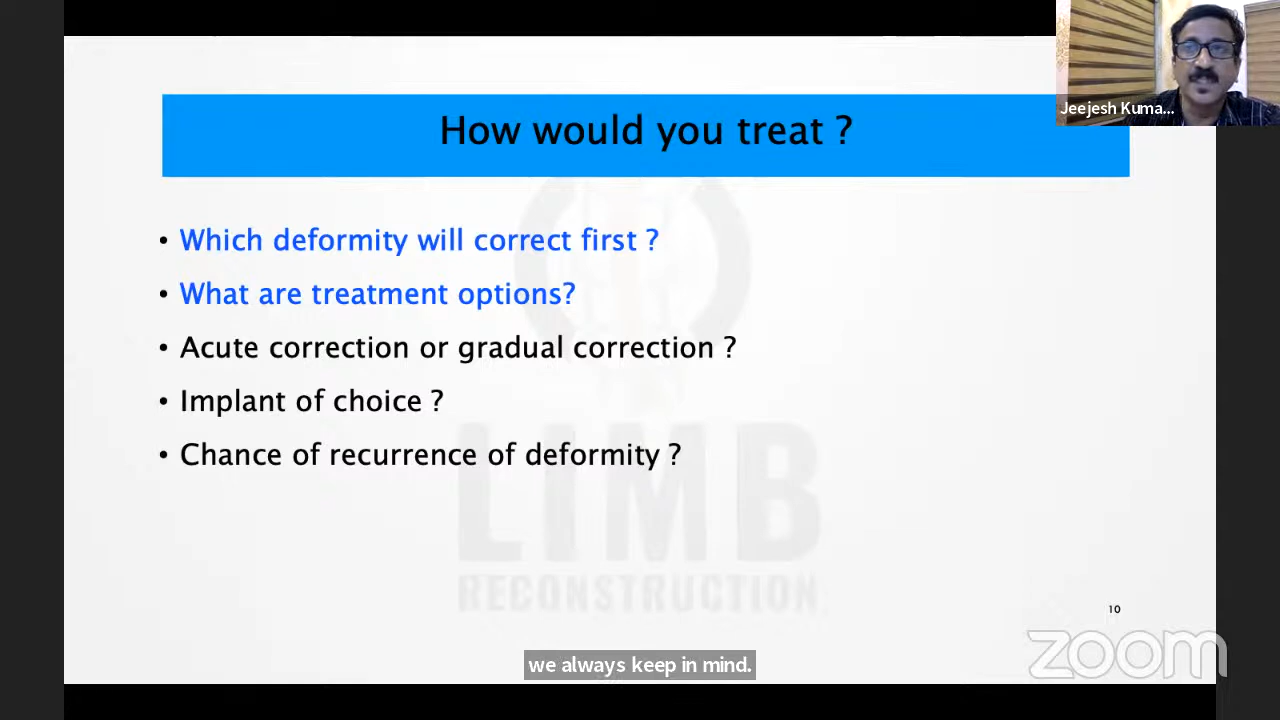 How would you treat ?
Jeejesh Kuma...
• Which deformity will correct first ?
• What are treatment options?
• Acute correction or gradual correction ?
• Implant of choice ?
• Chance of recurrence of deformity ?
LIMB
RECONSTRUCTION
10
zoom
we always keep in mind.